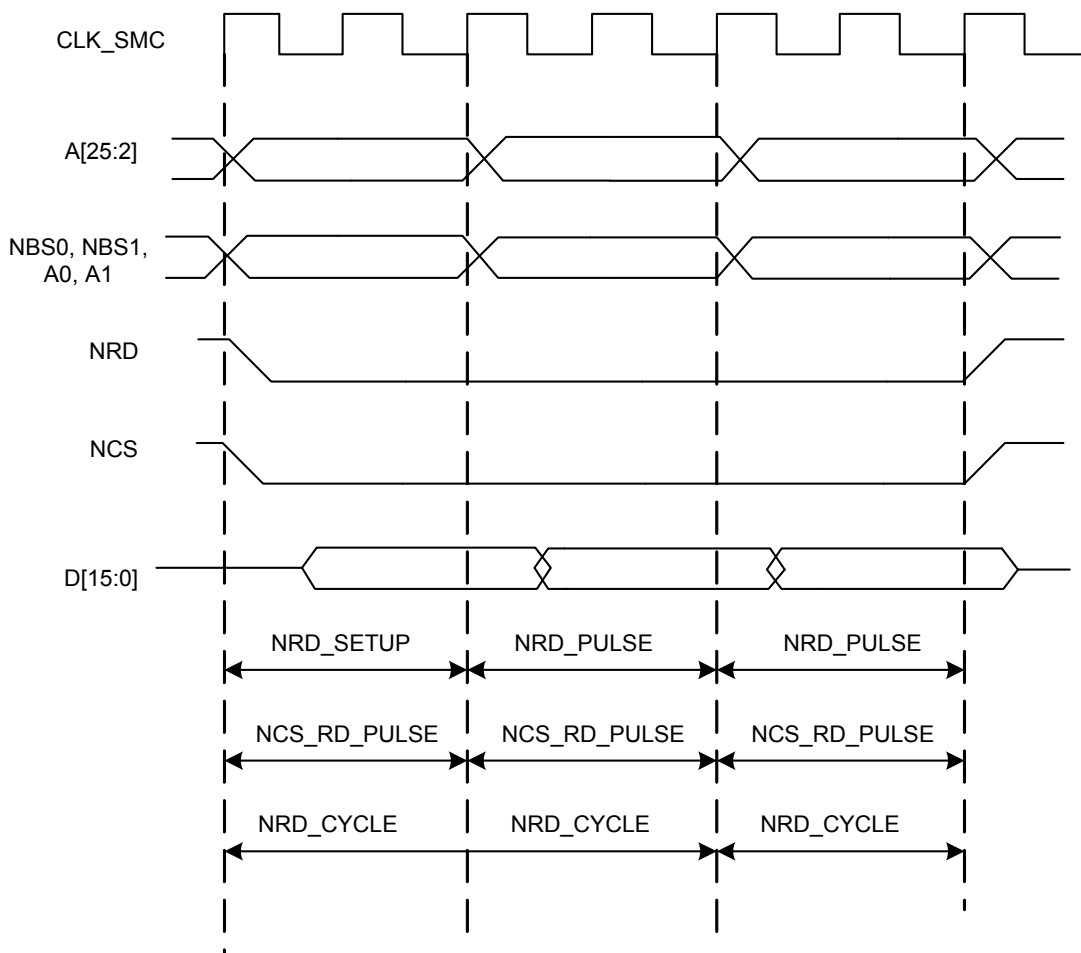 CLK_SMC
A[25:2]
NBS0, NBS1,
A0, A1
NRD
NCS
D[15:0]
NRD_SETUP NRD_PULSE NRD_PULSE
NCS_RD_PULSE NCS_RD_PULSE NCS_RD_PULSE
NRD_CYCLE NRD_CYCLE NRD_CYCLE